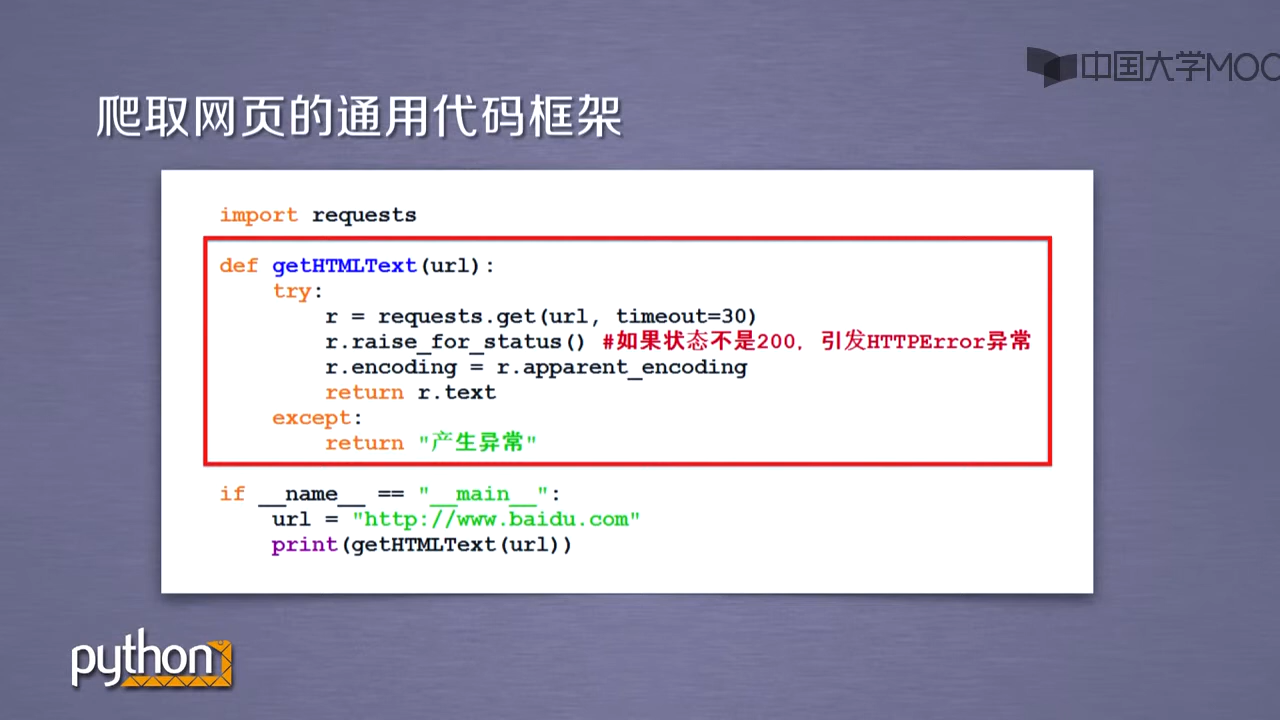 中国大学MOO
爬取网页的通用代码框架
import requests
def getHTMLText(url):
    try:
        r = requests.get(url, timeout=30)
        r.raise_for_status() #如果状态不是200, 引发HTTPError异常
        r.encoding = r.apparent_encoding
        return r.text
    except:
        return "产生异常"
if __name__ == "__main__":
    url = "http://www.baidu.com"
    print(getHTMLText(url))
python